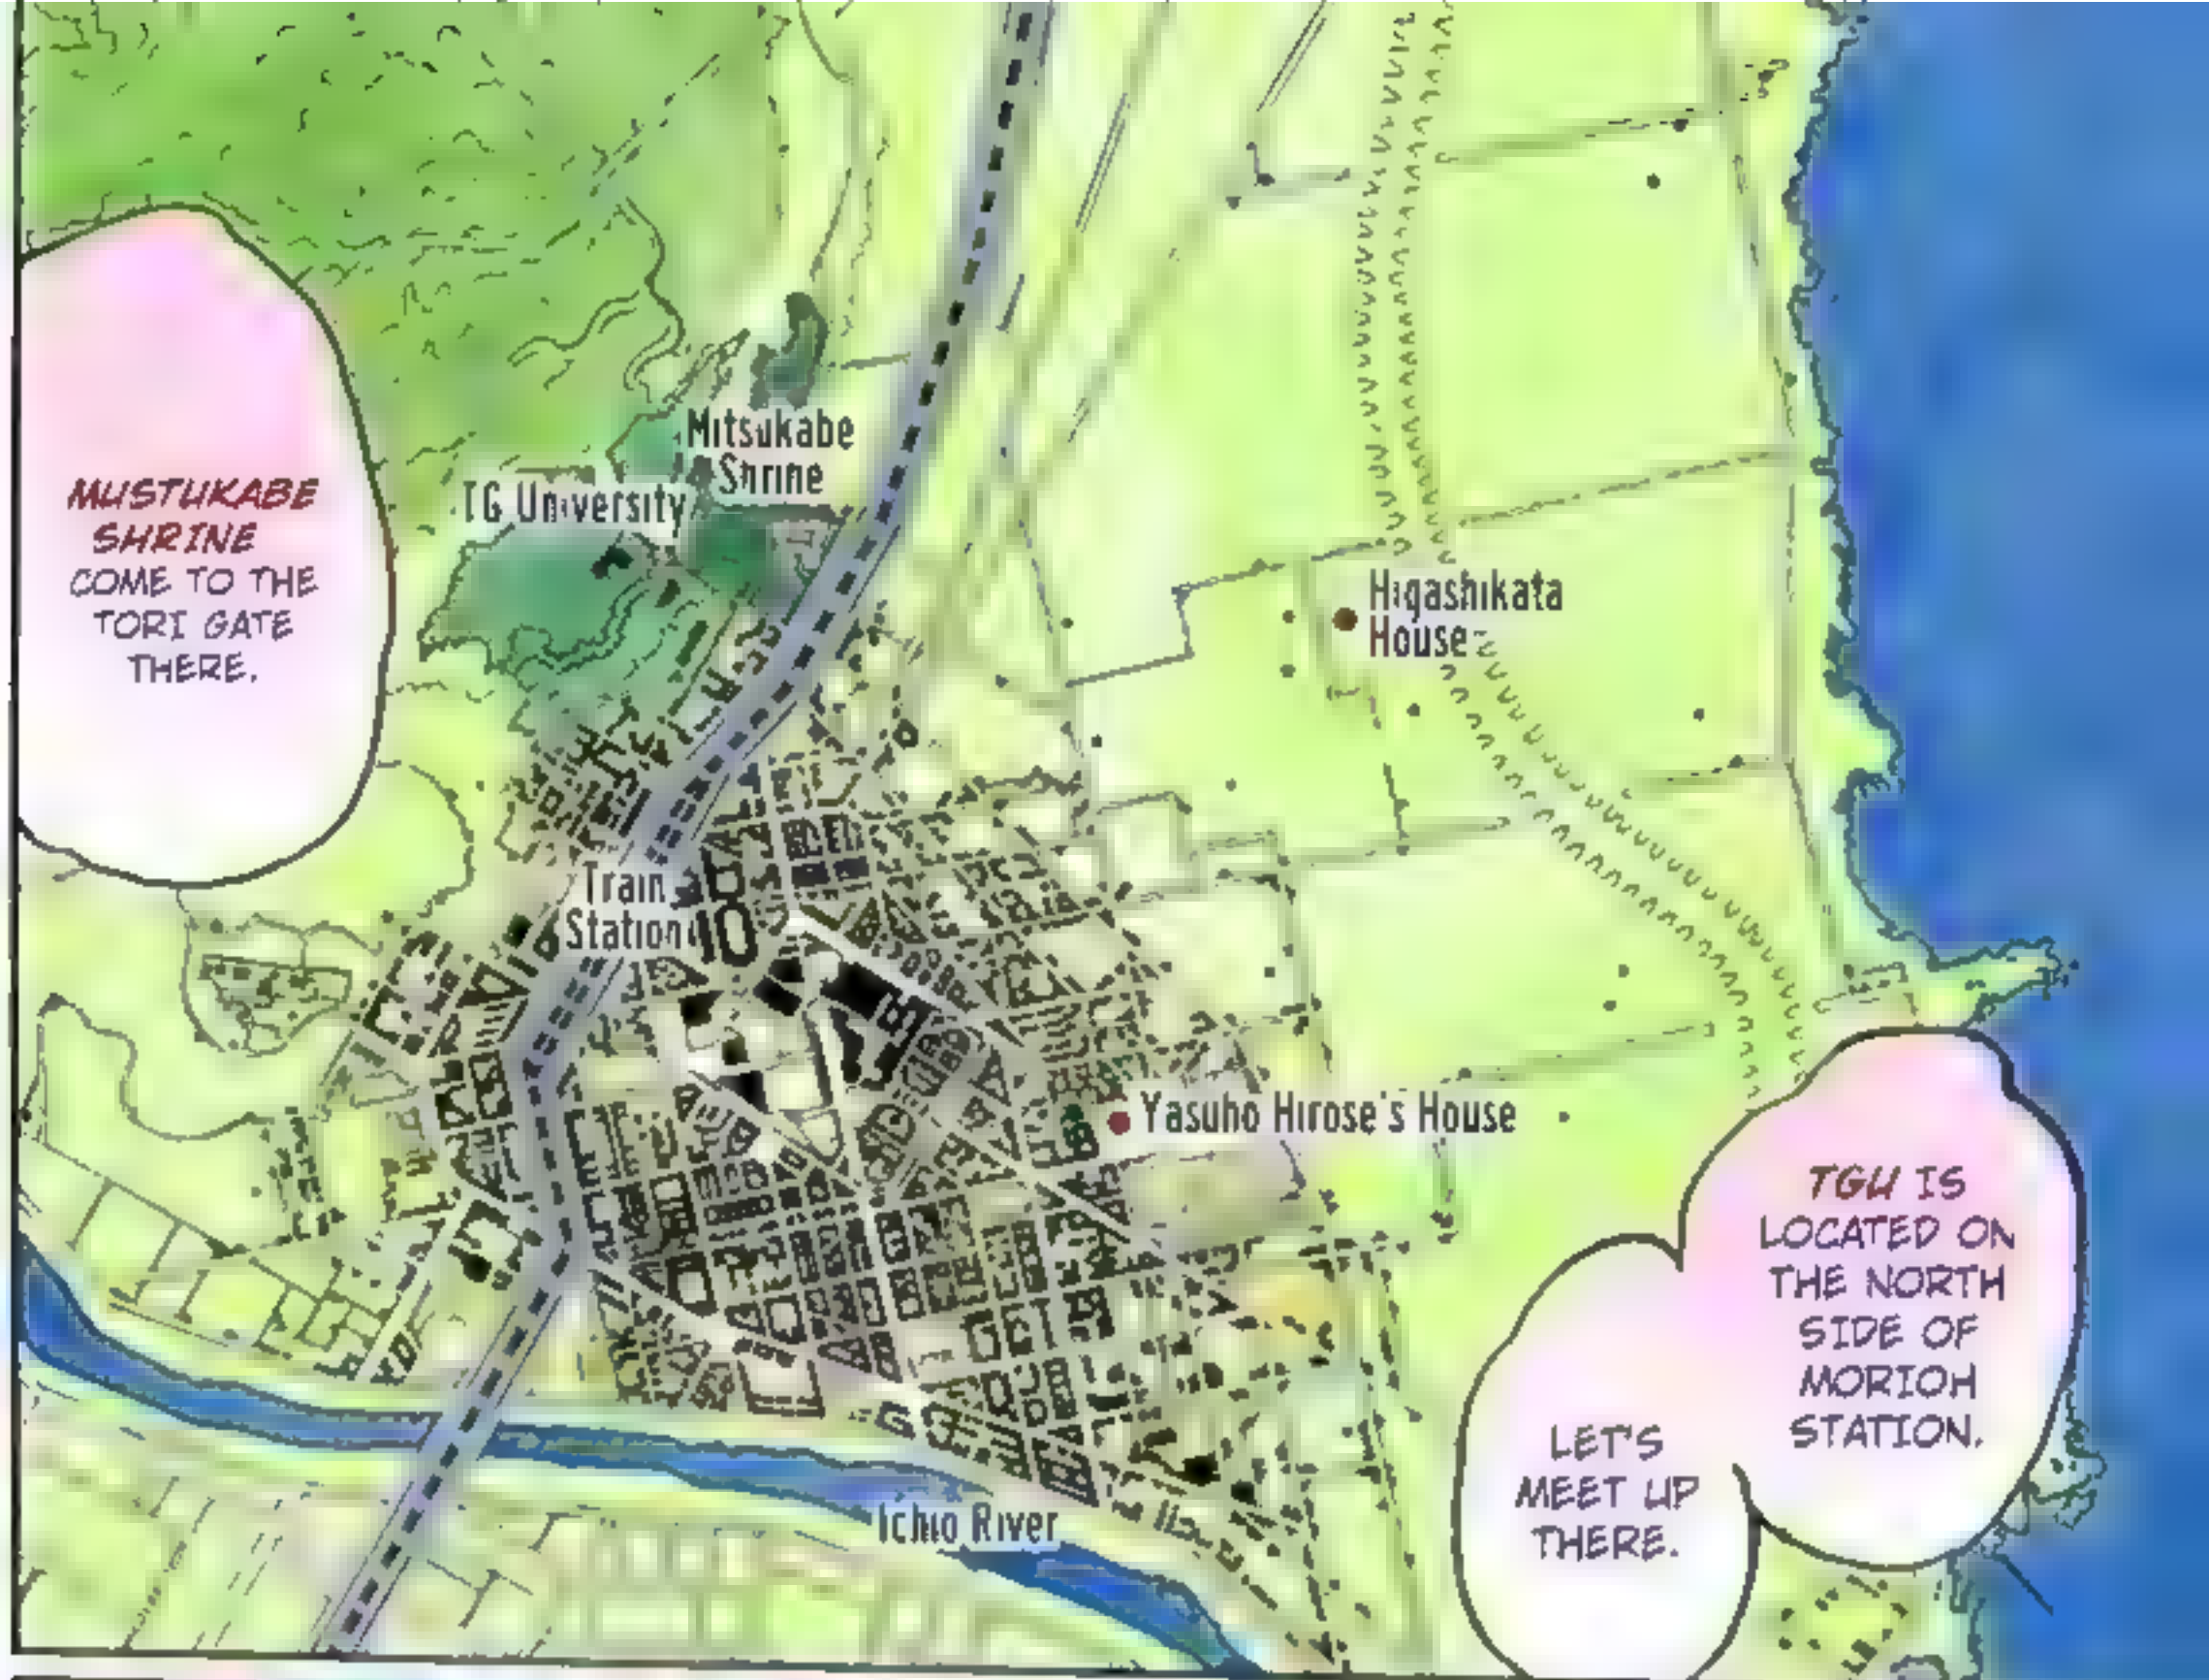 TGU IS
LOCATED ON
THE NORTH
SIDE OF
MORIOH
STATION.
LET'S
MEET UP
THERE.
MUSTUKABE
SHRINE
COME TO THE
TORI GATE
THERE.
Mitsukabe
Shrine
TG University
Higashikata
House
Train
Station
Yasuho Hirose's House
Ichio River